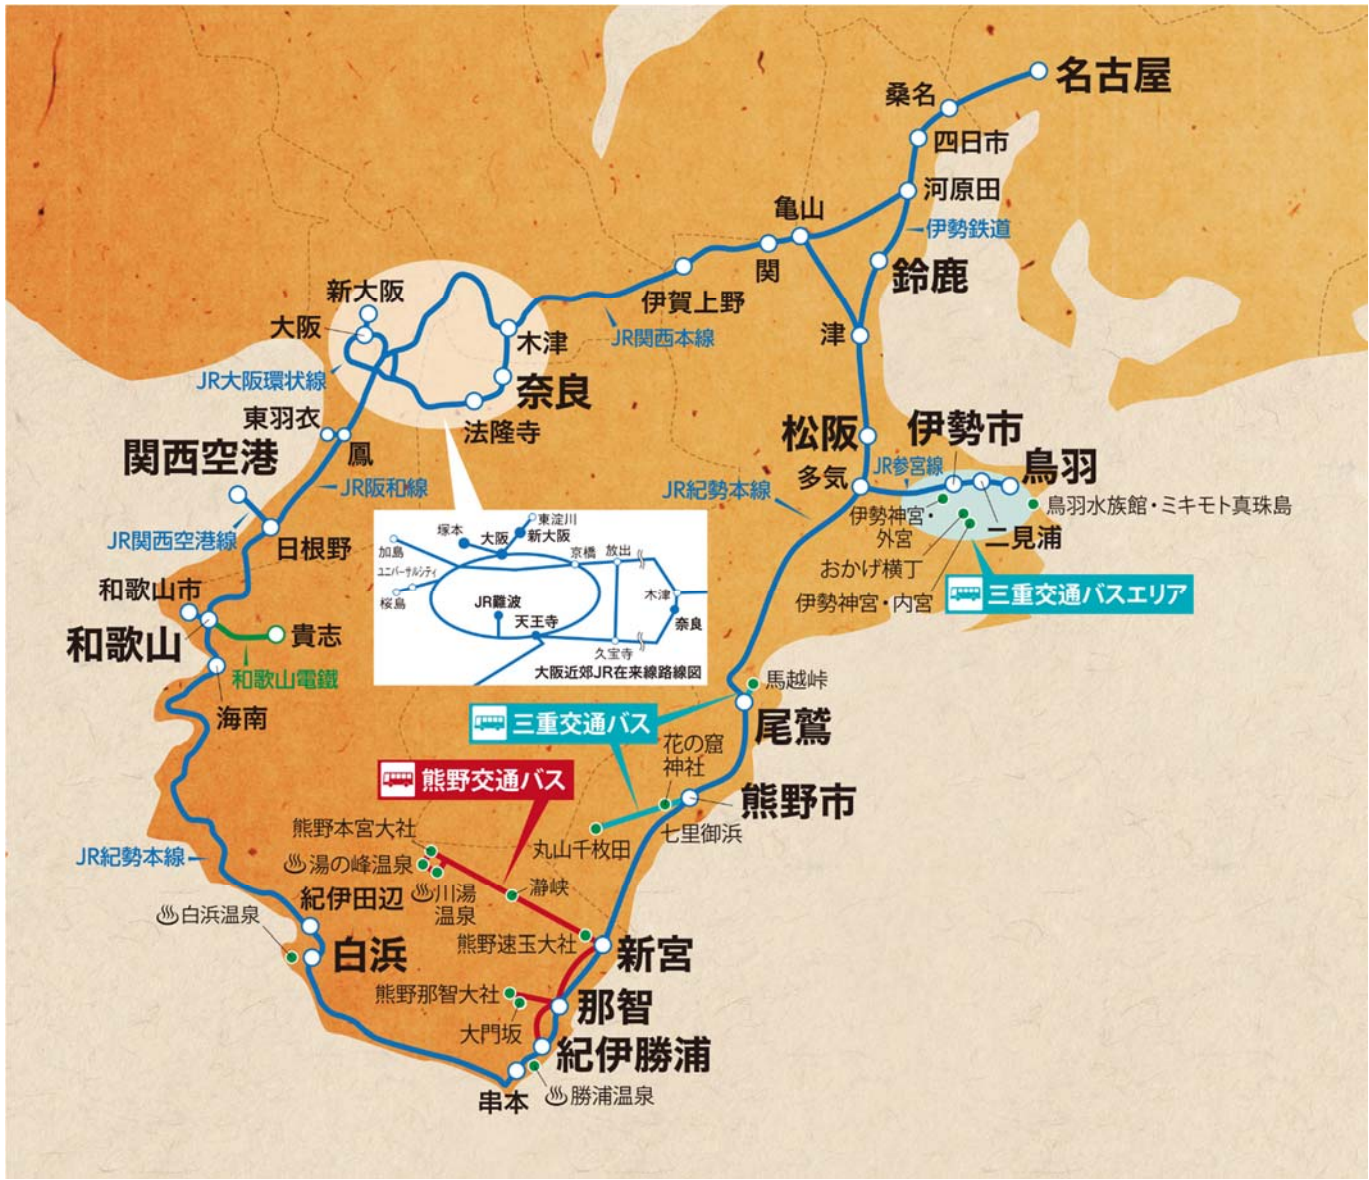 名古屋
桑名
四日市
河原田
伊勢鉄道
亀山
関
鈴鹿
伊賀上野
JR関西本線
津
新大阪
大阪
木津
奈良
法隆寺
JR大阪環状線
東羽衣
鳳
関西空港
JR阪和線
JR関西空港線
日根野
松阪
多気
伊勢市
JR参宮線
鳥羽
鳥羽水族館・ミキモト真珠島
伊勢神宮・
外宮
二見浦
おかげ横丁
伊勢神宮・内宮
三重交通バスエリア
JR紀勢本線
東淀川
塚本
新大阪
大阪
加島
京橋
放出
ユニバーサルシティ
桜島
木津
JR難波
天王寺
奈良
久宝寺
大阪近郊JR在来線路線図
和歌山市
和歌山
貴志
和歌山電鐵
海南
馬越峠
尾鷲
三重交通バス
花の窟
神社
熊野交通バス
熊野市
七里御浜
丸山千枚田
熊野本宮大社
湯の峰温泉
川湯
温泉
瀞峡
JR紀勢本線
紀伊田辺
白浜温泉
白浜
熊野速玉大社
新宮
熊野那智大社
那智
大門坂
紀伊勝浦
勝浦温泉
串本